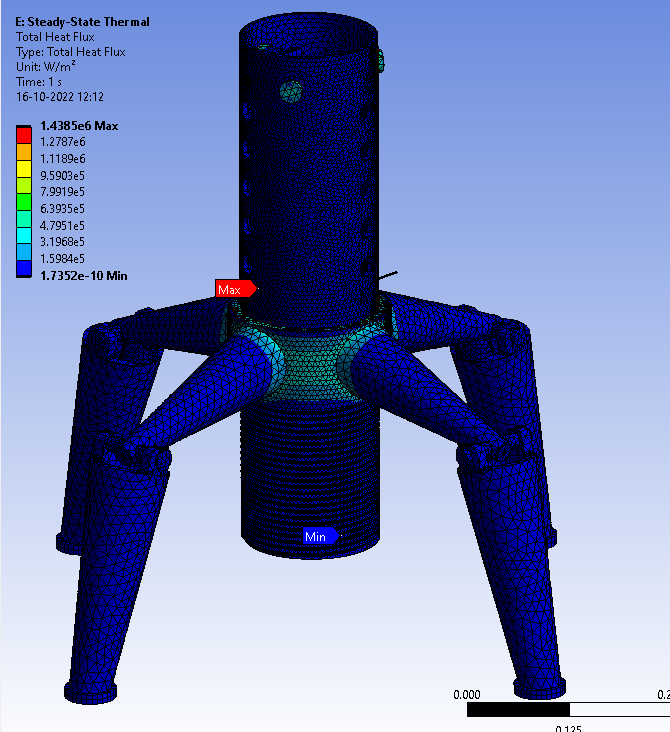 E: Steady-State Thermal
Total Heat Flux
Type: Total Heat Flux
Unit: W/m²
Time: 1 s
16-10-2022 12:12
1.4385e6 Max
1.2787e6
1.1189e6
9.5903e5
7.9919e5
6.3935e5
4.7951e5
3.1968e5
1.5984e5
1.7352e-10 Min
Max
Min
0.000
0.125